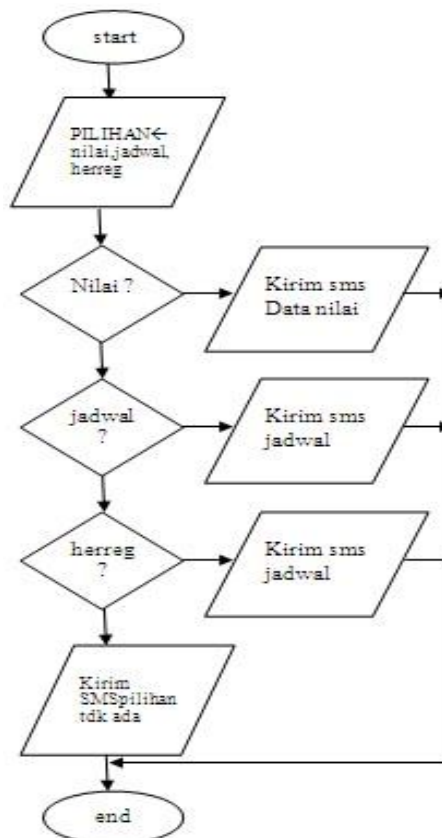 start
PILIHAN←
nilai,jadwal,
herreg
Nilai ?
Kirim sms
Data nilai
jadwal
?
Kirim sms
jadwal
herreg
?
Kirim sms
jadwal
Kirim
SMSpilihan
tdk ada
end